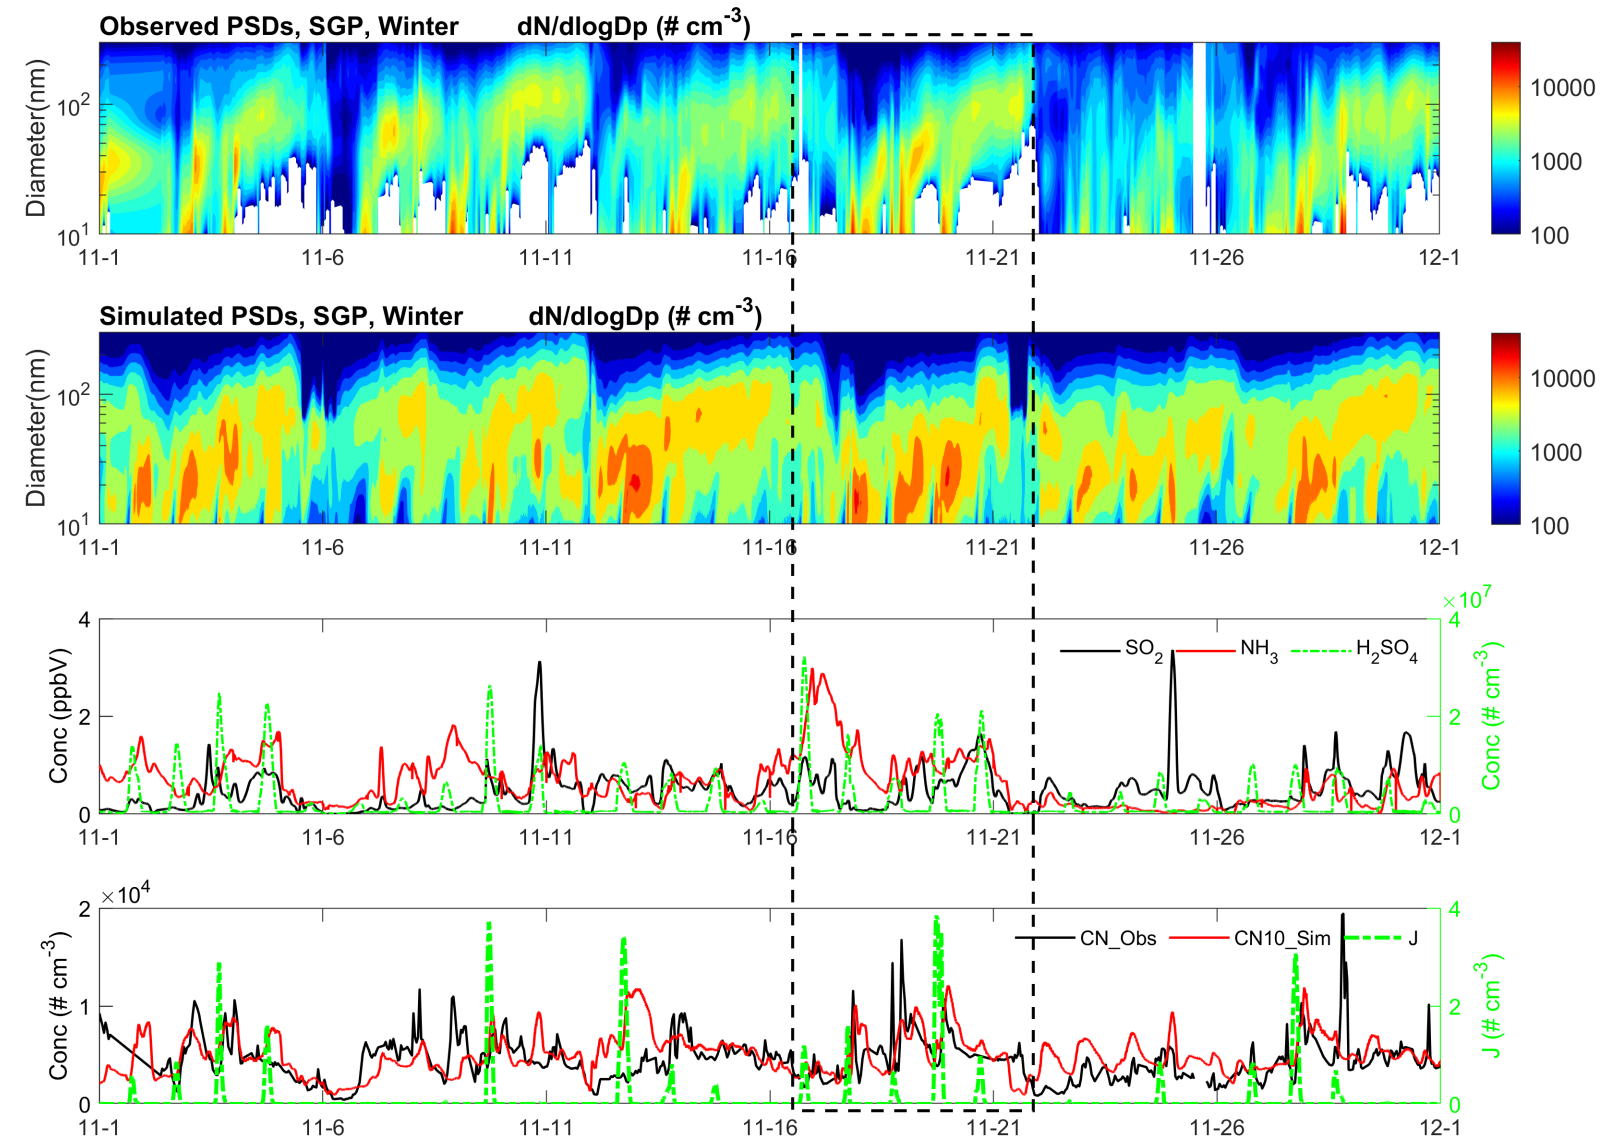 Observed PSDs, SGP, Winter dN/dlogDp (# cm-3)
Diameter(nm)
10^2
10^1
11-1 11-6 11-11 11-16 11-21 11-26 12-1
10000
1000
100
Simulated PSDs, SGP, Winter dN/dlogDp (# cm-3)
Diameter(nm)
10^2
10^1
11-1 11-6 11-11 11-16 11-21 11-26 12-1
10000
1000
100
×10^7
Conc (ppbV)
4
2
0
SO2 NH3 H2SO4
4
2
0
Conc (# cm-3)
11-1 11-6 11-11 11-16 11-21 11-26 12-1
×10^4
Conc (# cm-3)
2
1
0
CN_Obs CN10_Sim J
4
2
0
J (# cm-3)
11-1 11-6 11-11 11-16 11-21 11-26 12-1